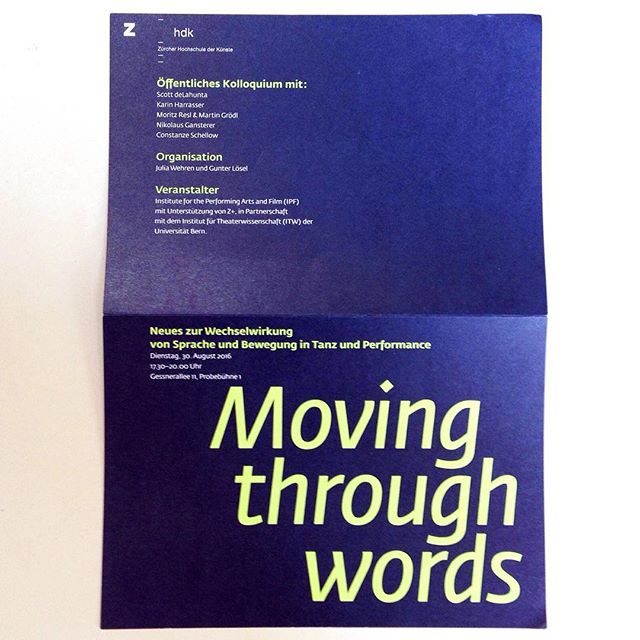 Z
hdk
Zürcher Hochschule der Künste
Öffentliches Kolloquium mit:
Scott deLahunta
Karin Harrasser
Moritz Resl & Martin Grödl
Nikolaus Gansterer
Constanze Schellow
Organisation
Julia Wehren und Gunter Lösel
Veranstalter
Institute for the Performing Arts and Film (IPF)
mit Unterstützung von Z+, in Partnerschaft
mit dem Institut für Theaterwissenschaft (ITW) der
Universität Bern.
Neues zur Wechselwirkung
von Sprache und Bewegung in Tanz und Performance
Dienstag, 30. August 2016
17.30–20.00 Uhr
Gessnerallee 11, Probebühne 1
Moving
through
words